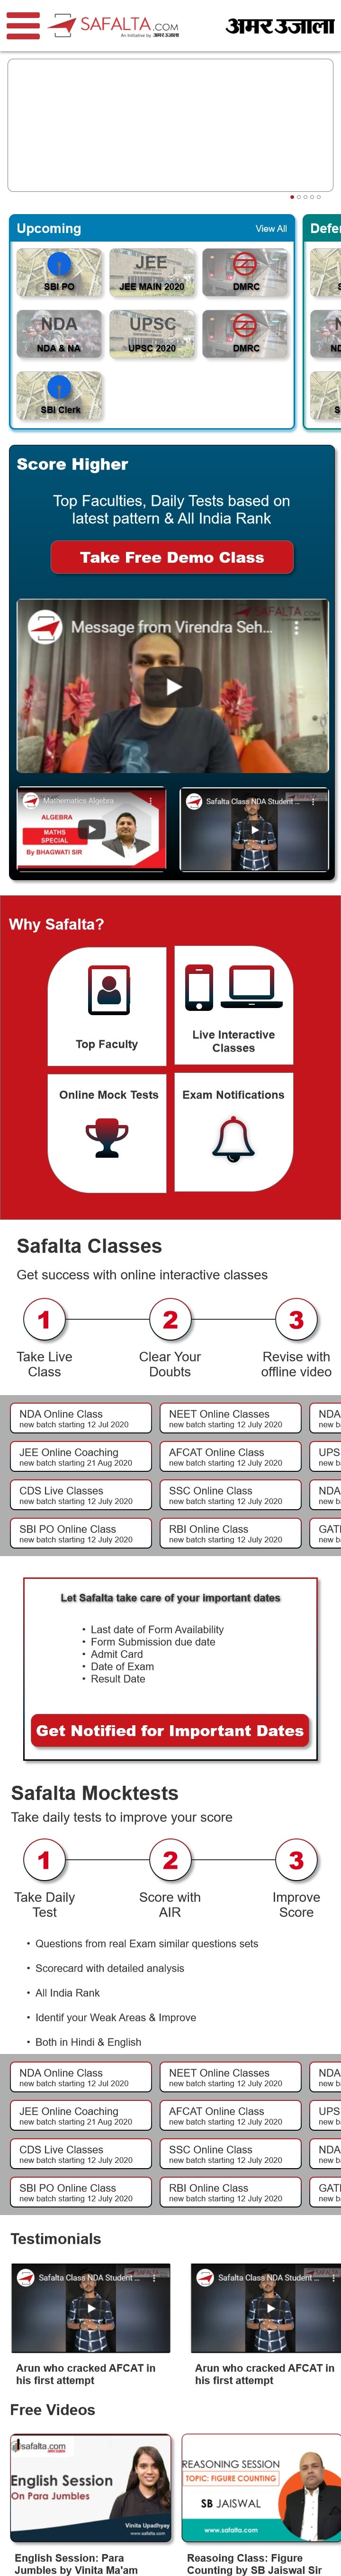 SAFALTA.COM
An Initiative by अमर उजाला
अमर उजाला
Upcoming
View All
SBI PO
JEE
JEE MAIN 2020
DMRC
NDA
NDA & NA
UPSC
UPSC 2020
DMRC
SBI Clerk
Score Higher
Top Faculties, Daily Tests based on
latest pattern & All India Rank
Take Free Demo Class
SAFALTA.COM
Message from Virendra Seh...
Mathematics Algebra
ALGEBRA
MATHS
SPECIAL
By BHAGWATI SIR
Safalta Class NDA Student ...
Why Safalta?
Top Faculty
Live Interactive
Classes
Online Mock Tests
Exam Notifications
Safalta Classes
Get success with online interactive classes
1
2
3
Take Live
Class
Clear Your
Doubts
Revise with
offline video
NDA Online Class
new batch starting 12 Jul 2020
NEET Online Classes
new batch starting 12 July 2020
NDA
new b
JEE Online Coaching
new batch starting 21 Aug 2020
AFCAT Online Class
new batch starting 12 July 2020
UPS
new b
CDS Live Classes
new batch starting 12 July 2020
SSC Online Class
new batch starting 12 July 2020
NDA
new b
SBI PO Online Class
new batch starting 12 July 2020
RBI Online Class
new batch starting 12 July 2020
new b
Let Safalta take care of your important dates
• Last date of Form Availability
• Form Submission due date
• Admit Card
• Date of Exam
• Result Date
Get Notified for Important Dates
Safalta Mocktests
Take daily tests to improve your score
1
2
3
Take Daily
Test
Score with
AIR
Improve
Score
• Questions from real Exam similar questions sets
• Scorecard with detailed analysis
• All India Rank
• Identif your Weak Areas & Improve
• Both in Hindi & English
NDA Online Class
new batch starting 12 Jul 2020
NEET Online Classes
new batch starting 12 July 2020
NDA
new b
JEE Online Coaching
new batch starting 21 Aug 2020
AFCAT Online Class
new batch starting 12 July 2020
UPS
new b
CDS Live Classes
new batch starting 12 July 2020
SSC Online Class
new batch starting 12 July 2020
NDA
new b
SBI PO Online Class
new batch starting 12 July 2020
RBI Online Class
new batch starting 12 July 2020
new b
Testimonials
Safalta Class NDA Student ...
Safalta Class NDA Student ...
Arun who cracked AFCAT in
his first attempt
Arun who cracked AFCAT in
his first attempt
Free Videos
safalta.com
English Session
On Para Jumbles
Vinita Upadhyay
www.safalta.com
REASONING SESSION
TOPIC: FIGURE COUNTING
SB JAISWAL
www.safalta.com
English Session: Para
Jumbles by Vinita Ma'am
Reasoing Class: Figure
Counting by SB Jaiswal Sir